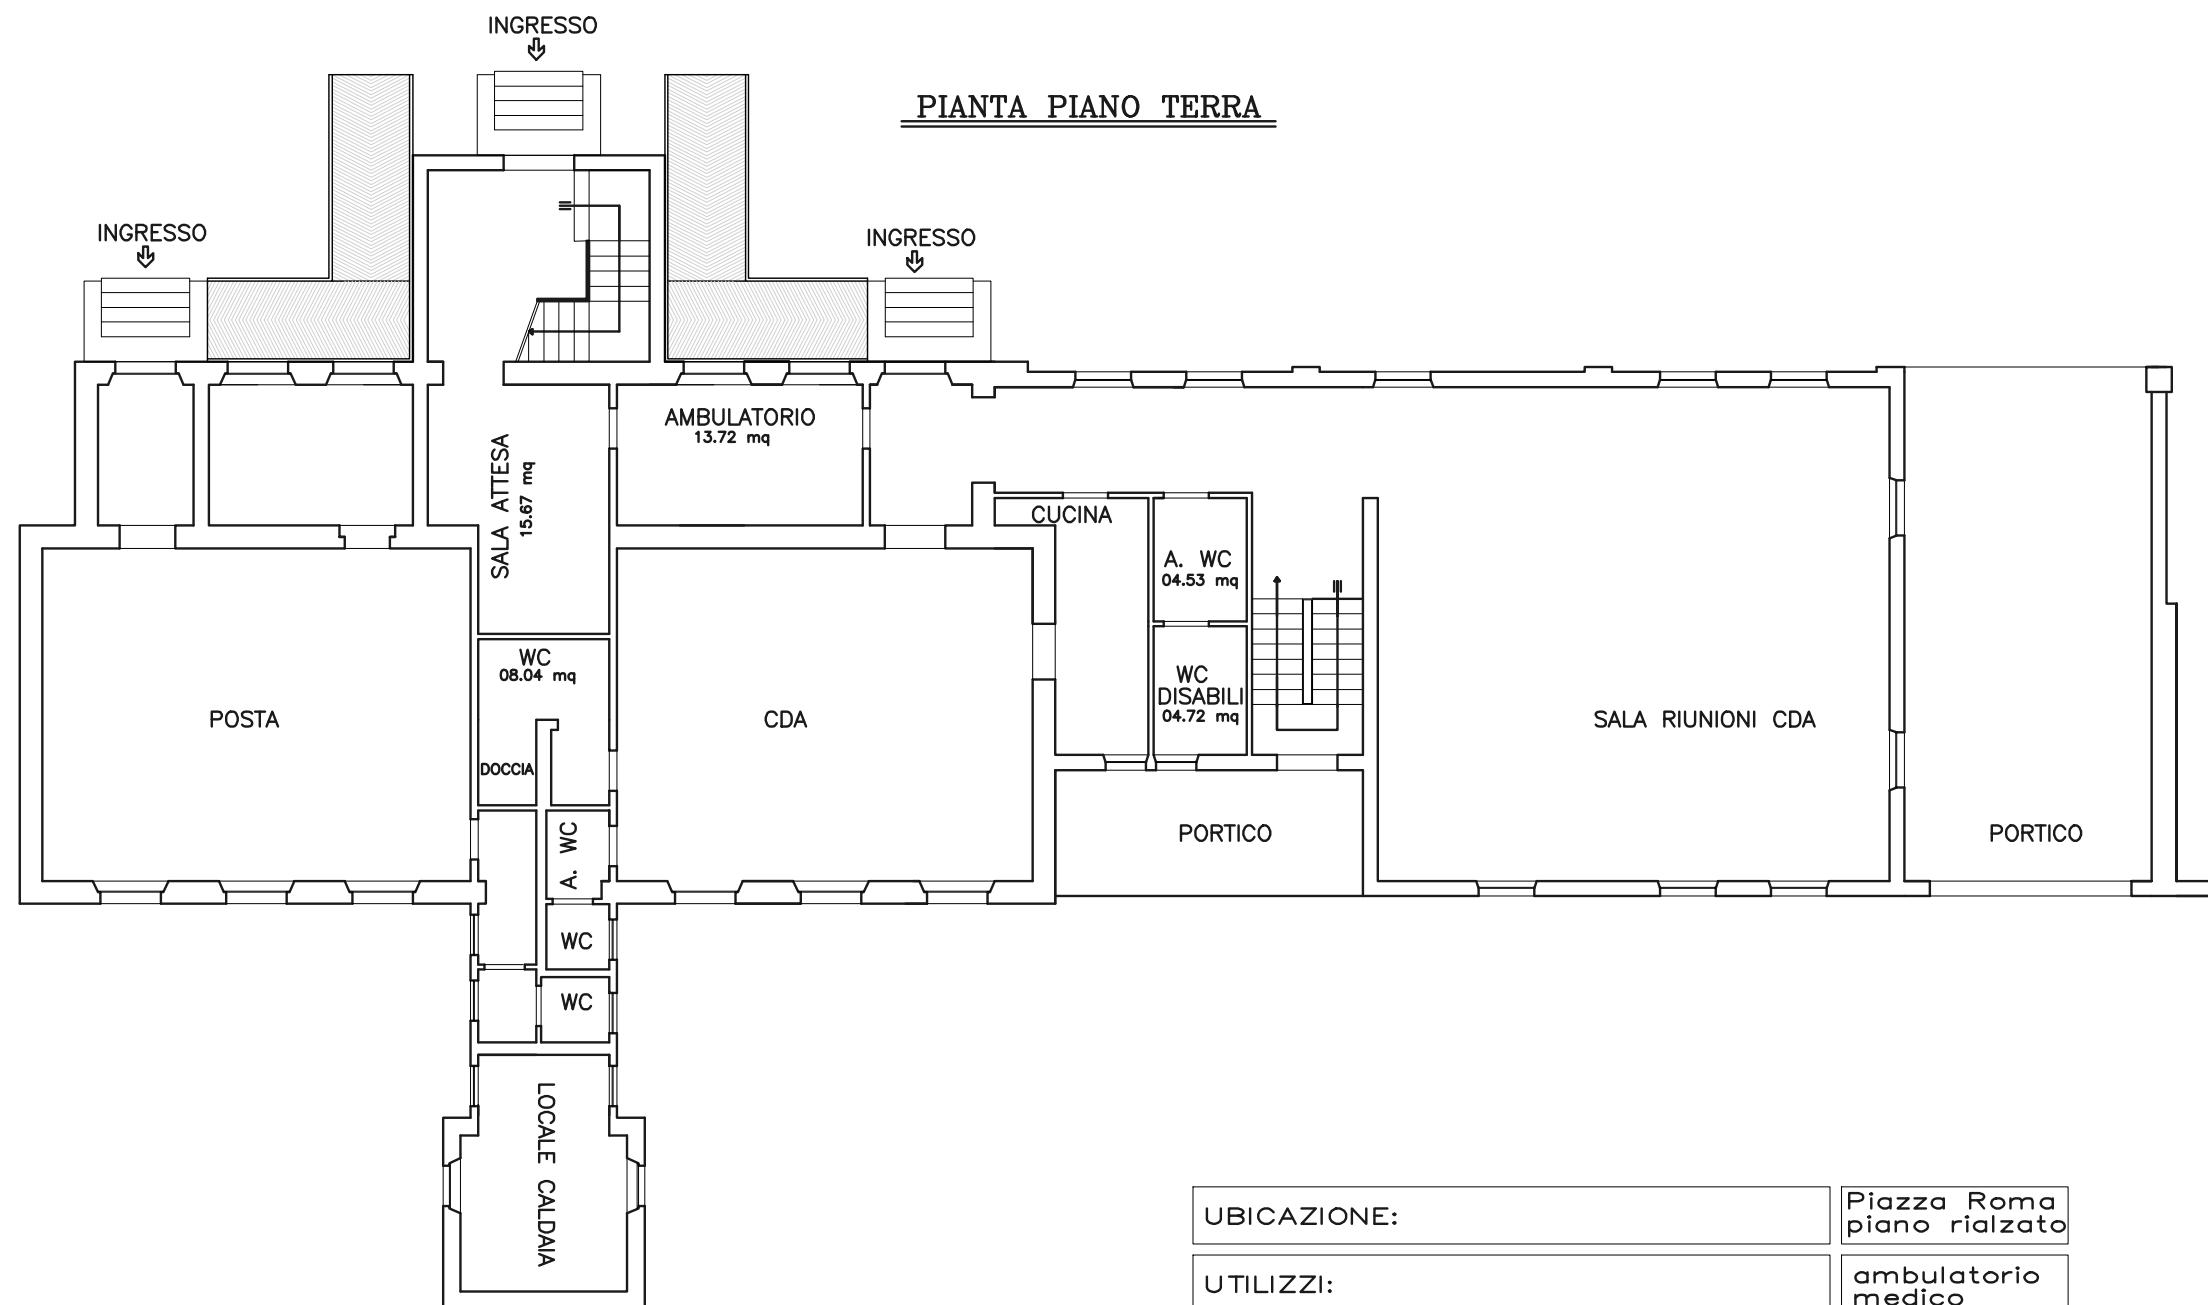 INGRESSO
PIANTA PIANO TERRA
INGRESSO
INGRESSO
AMBULATORIO
13.72 mq
SALA ATTESA
15.67 mq
CUCINA
A. WC
04.53 mq
WC
08.04 mq
WC
DISABILI
04.72 mq
POSTA
CDA
SALA RIUNIONI CDA
DOCCIA
A. WC
PORTICO
PORTICO
WC
WC
LOCALE CALDAIA
UBICAZIONE:
Piazza Roma
piano rialzato
UTILIZZI:
ambulatorio
medico